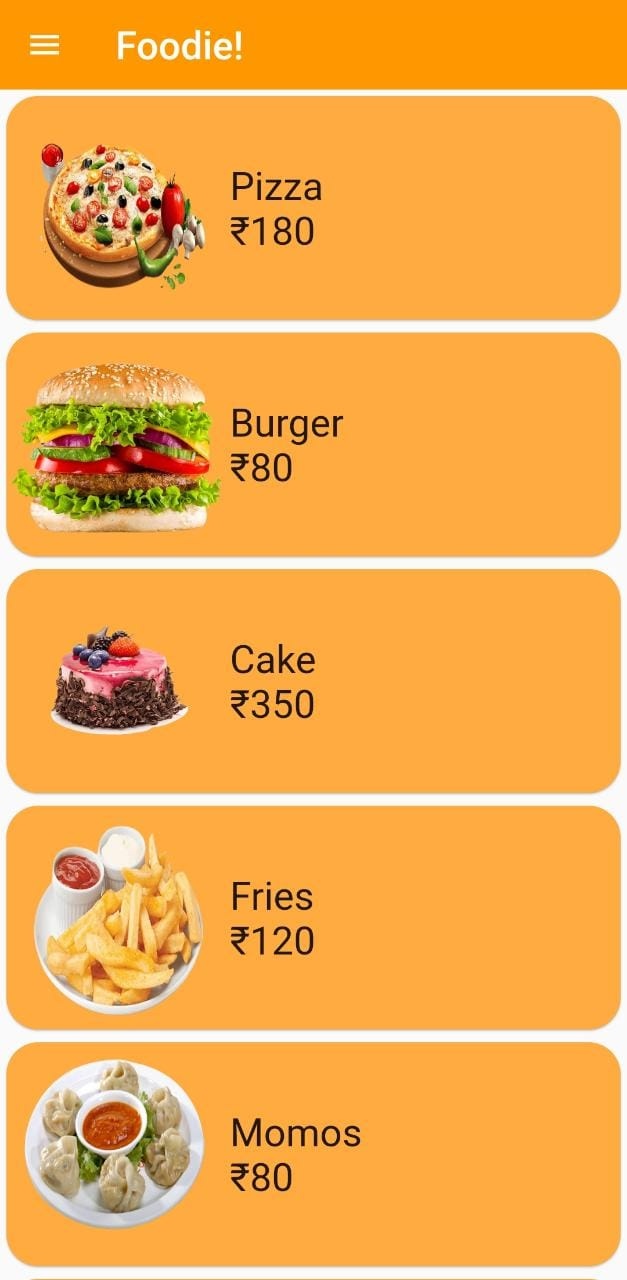 Foodie!
Pizza
₹180
Burger
₹80
Cake
₹350
Fries
₹120
Momos
₹80